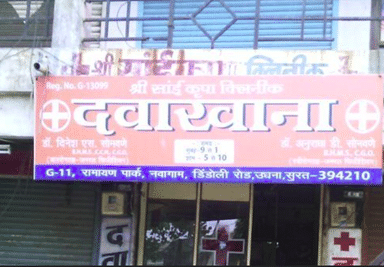 श्री साँई कृपा क्लिनीक
Reg. No. G-13099
श्री सांई कृपा क्लिनीक
दवाखाना
डॉ. दिनेश एस. सोनवणे
समय
सुबह-9 से 1
शाम-5 से 10
डॉ. अनुराधा डी. सोनवणे
G-11, रामायण पार्क, नवागाम, डिंडोली रोड, उधना, सुरत-394210
दवा